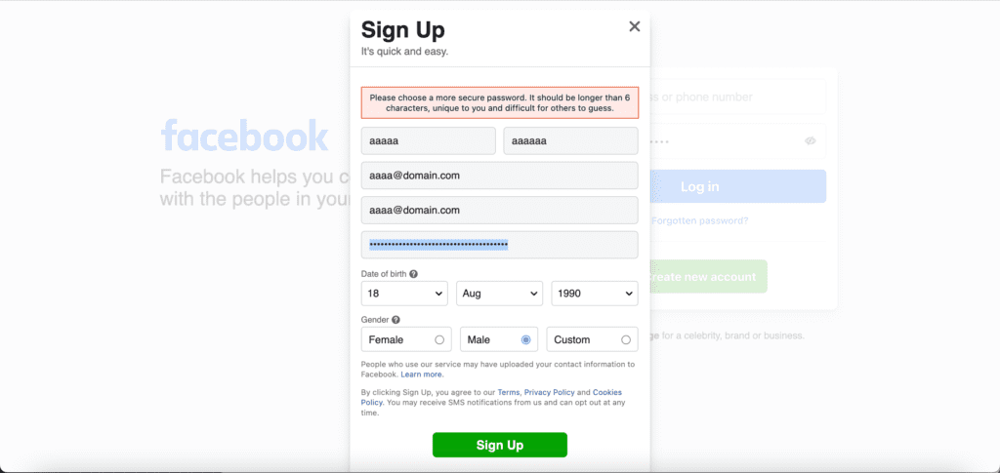 Sign Up
It's quick and easy.
Please choose a more secure password. It should be longer than 6
characters, unique to you and difficult for others to guess.
aaaaa aaaaaa
aaaa@domain.com
aaaa@domain.com
Date of birth
18 Aug 1990
Gender
Female Male Custom
People who use our service may have uploaded your contact information to
Facebook. Learn more.
By clicking Sign Up, you agree to our Terms, Privacy Policy and Cookies
Policy. You may receive SMS notifications from us and can opt out at any
time.
Sign Up
facebook
Facebook helps you c
with the people in your
or phone number
Log in
Forgotten password?
Create new account
for a celebrity, brand or business.